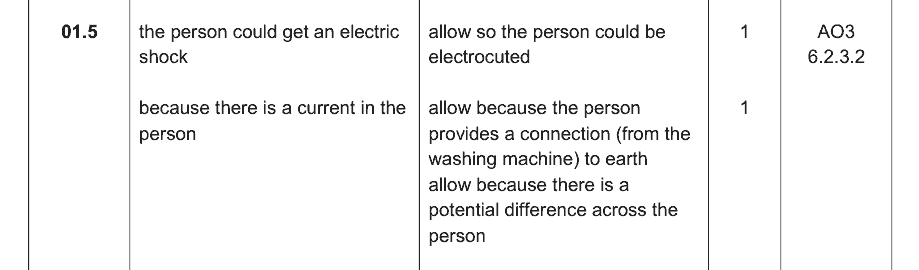 01.5 the person could get an electric allow so the person could be 1 AO3
shock electrocuted 6.2.3.2
because there is a current in the allow because the person 1
person provides a connection (from the
washing machine) to earth
allow because there is a
potential difference across the
person